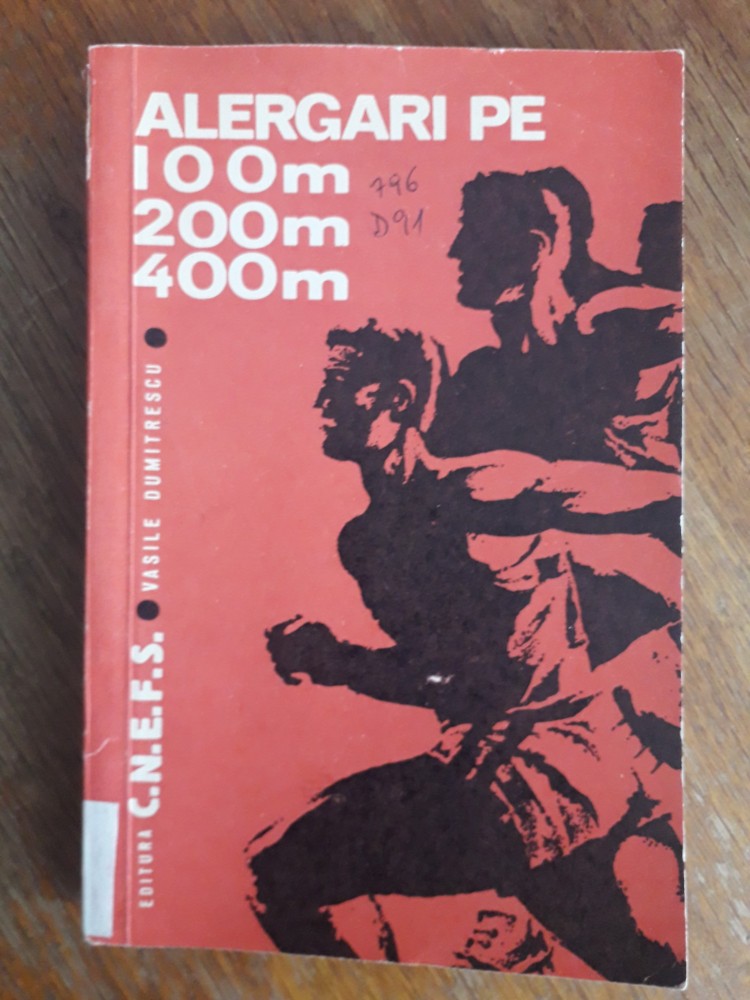 ALERGARI PE
100m
200m
400m
796
D91
EDITURA C.N.E.F.S. • VASILE DUMITRESCU •